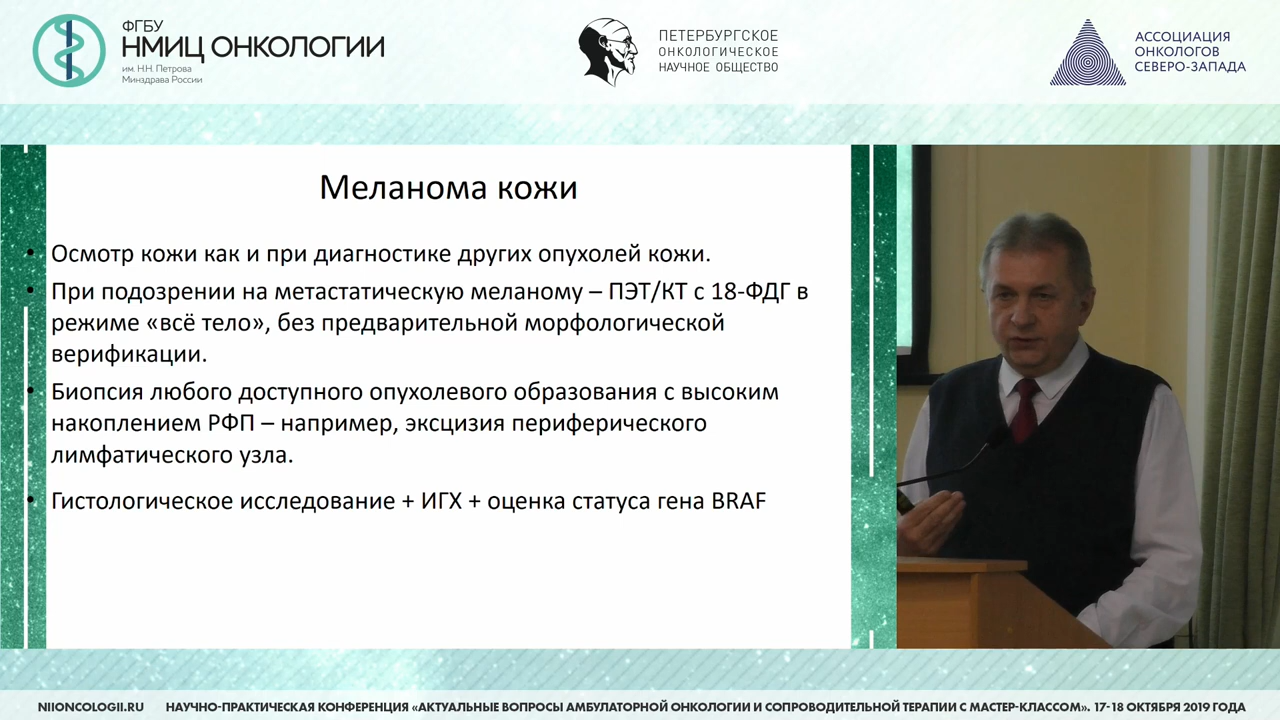 ФГБУ
НМИЦ ОНКОЛОГИИ
им. Н.Н. Петрова
Минздрава России
ПЕТЕРБУРГСКОЕ
ОНКОЛОГИЧЕСКОЕ
НАУЧНОЕ ОБЩЕСТВО
АССОЦИАЦИЯ
ОНКОЛОГОВ
СЕВЕРО-ЗАПАДА
Меланома кожи
• Осмотр кожи как и при диагностике других опухолей кожи.
• При подозрении на метастатическую меланому – ПЭТ/КТ с 18-ФДГ в
режиме «всё тело», без предварительной морфологической
верификации.
• Биопсия любого доступного опухолевого образования с высоким
накоплением РФП – например, эксцизия периферического
лимфатического узла.
• Гистологическое исследование + ИГХ + оценка статуса гена BRAF
NIIONCOLOGII.RU НАУЧНО-ПРАКТИЧЕСКАЯ КОНФЕРЕНЦИЯ «АКТУАЛЬНЫЕ ВОПРОСЫ АМБУЛАТОРНОЙ ОНКОЛОГИИ И СОПРОВОДИТЕЛЬНОЙ ТЕРАПИИ С МАСТЕР-КЛАССОМ». 17-18 ОКТЯБРЯ 2019 ГОДА